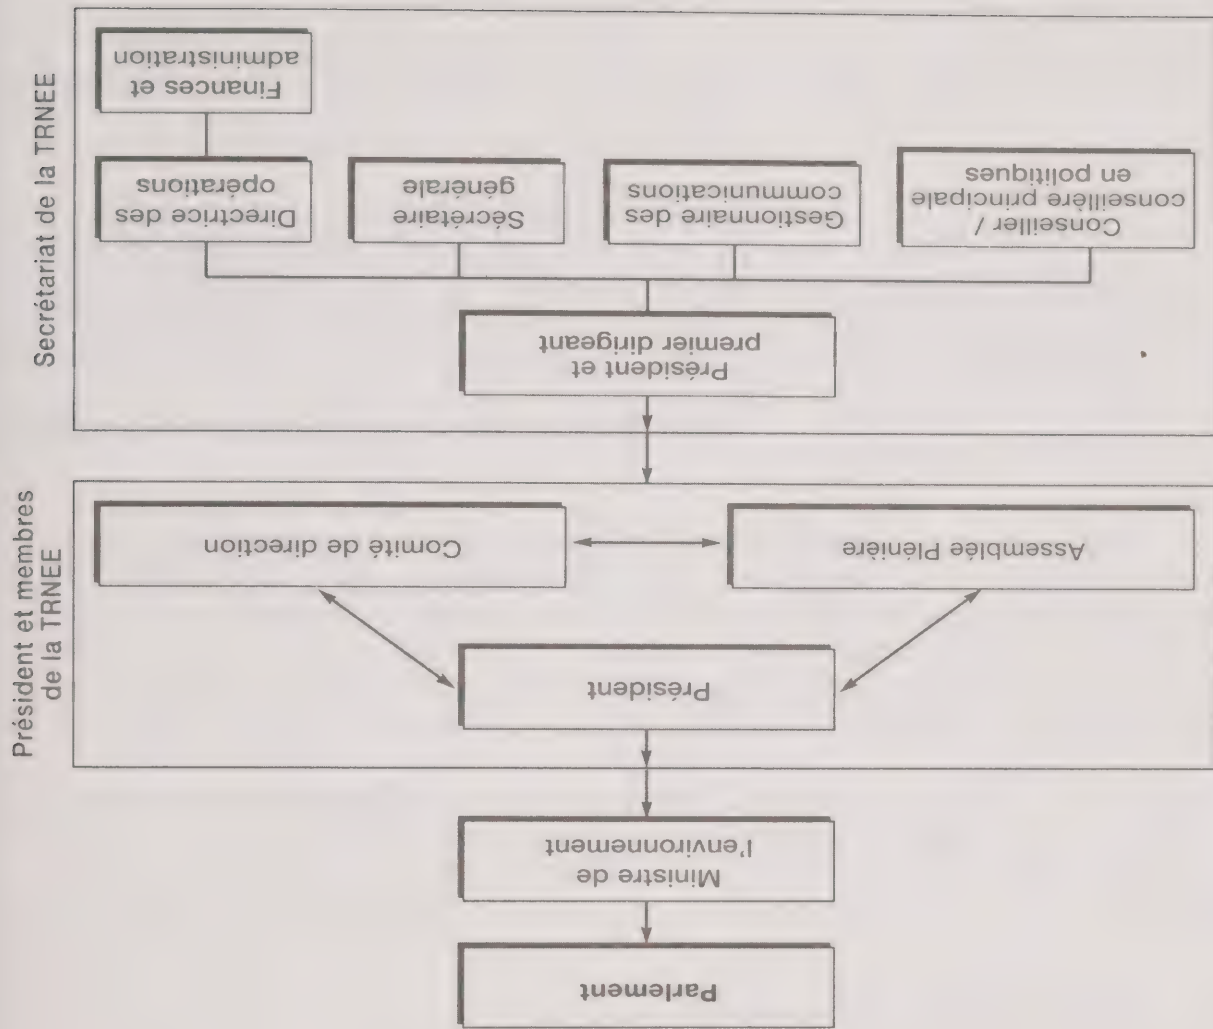 Parlement
Ministre de
l'environnement
Président et membres
de la TRNEE
Président
Assemblée Plénière
Comité de direction
Secrétariat de la TRNEE
Président et
premier dirigeant
Conseiller /
conseillère principale
en politiques
Gestionnaire des
communications
Sécrétaire
générale
Directrice des
opérations
Finances et
administration